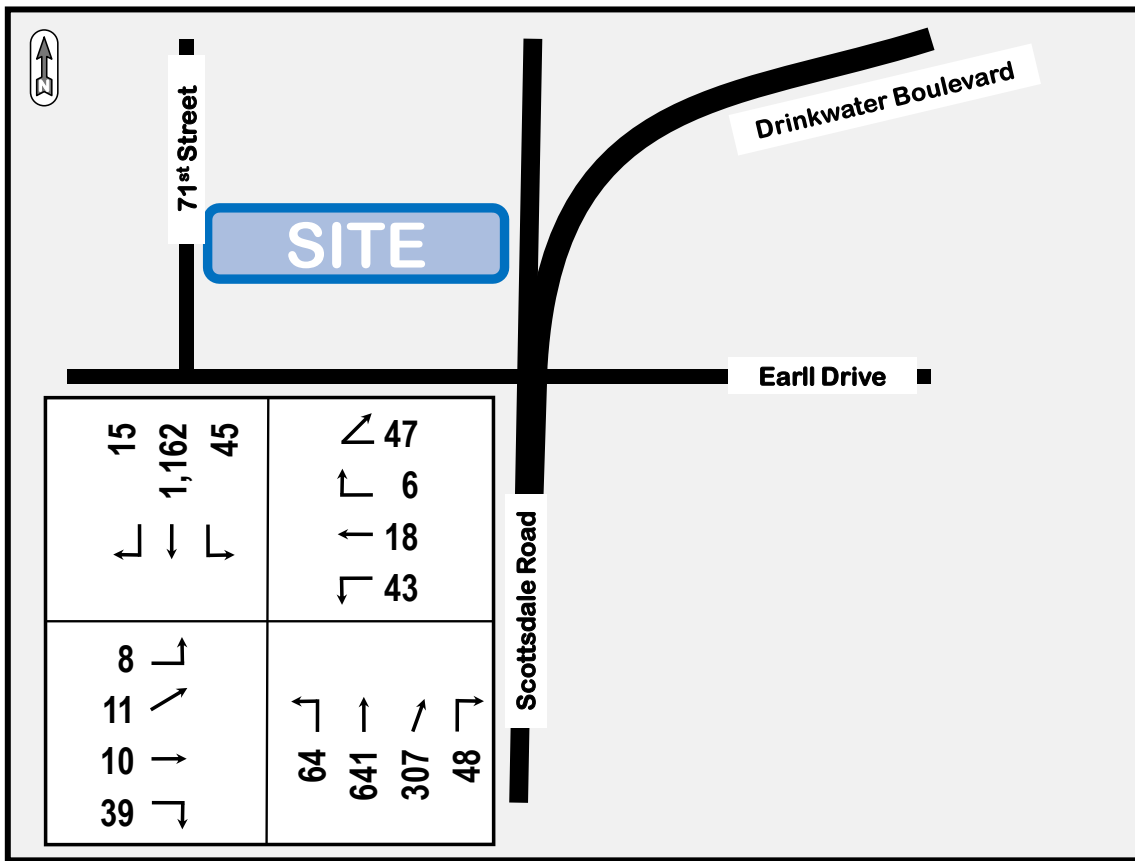 N
71st Street
Drinkwater Boulevard
SITE
Earll Drive
Scottsdale Road
15 1,162 45
47
6
18
43
8
11
10
39
64 641 307 48